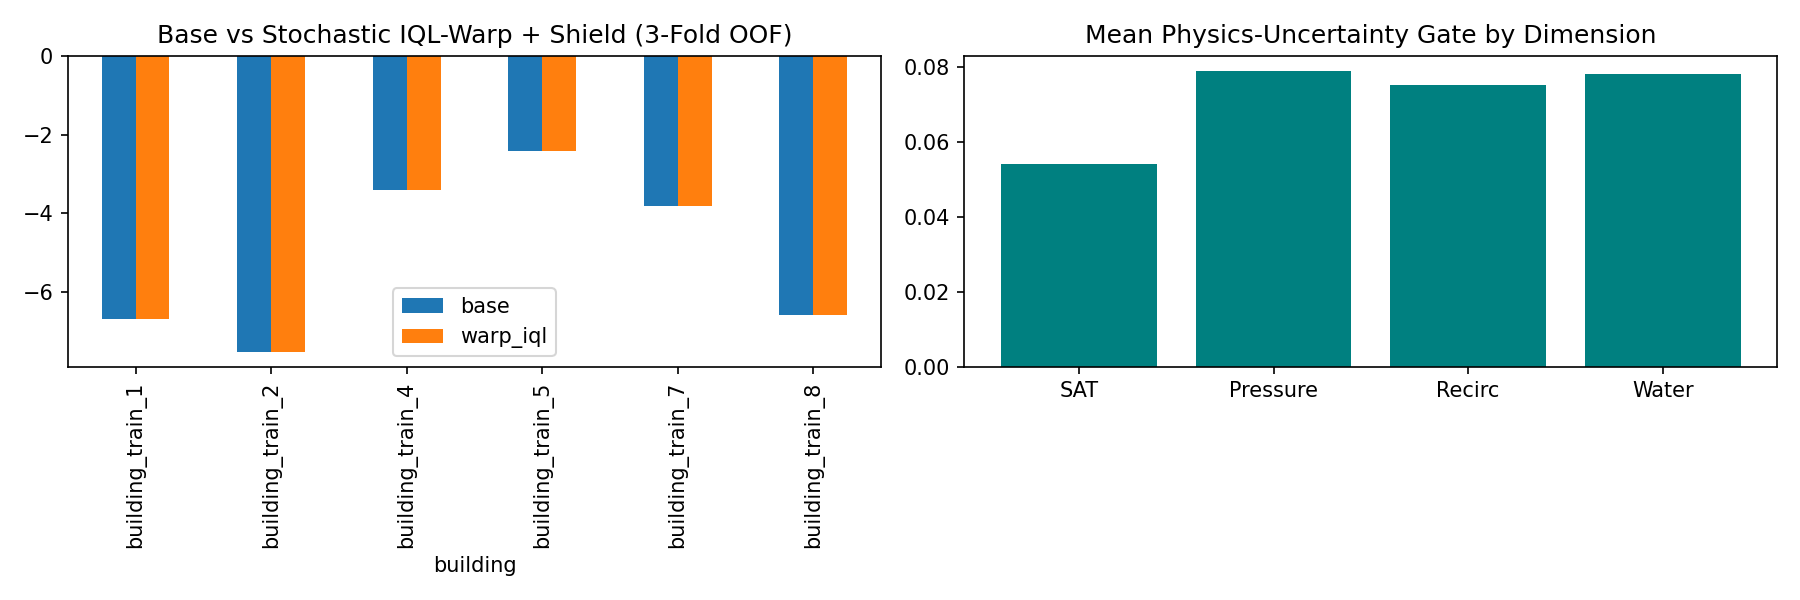 Base vs Stochastic IQL-Warp + Shield (3-Fold OOF)
0
−2
−4
−6
base
warp_iql
building_train_1
building_train_2
building_train_4
building_train_5
building_train_7
building_train_8
building
Mean Physics-Uncertainty Gate by Dimension
0.08
0.06
0.04
0.02
0.00
SAT
Pressure
Recirc
Water